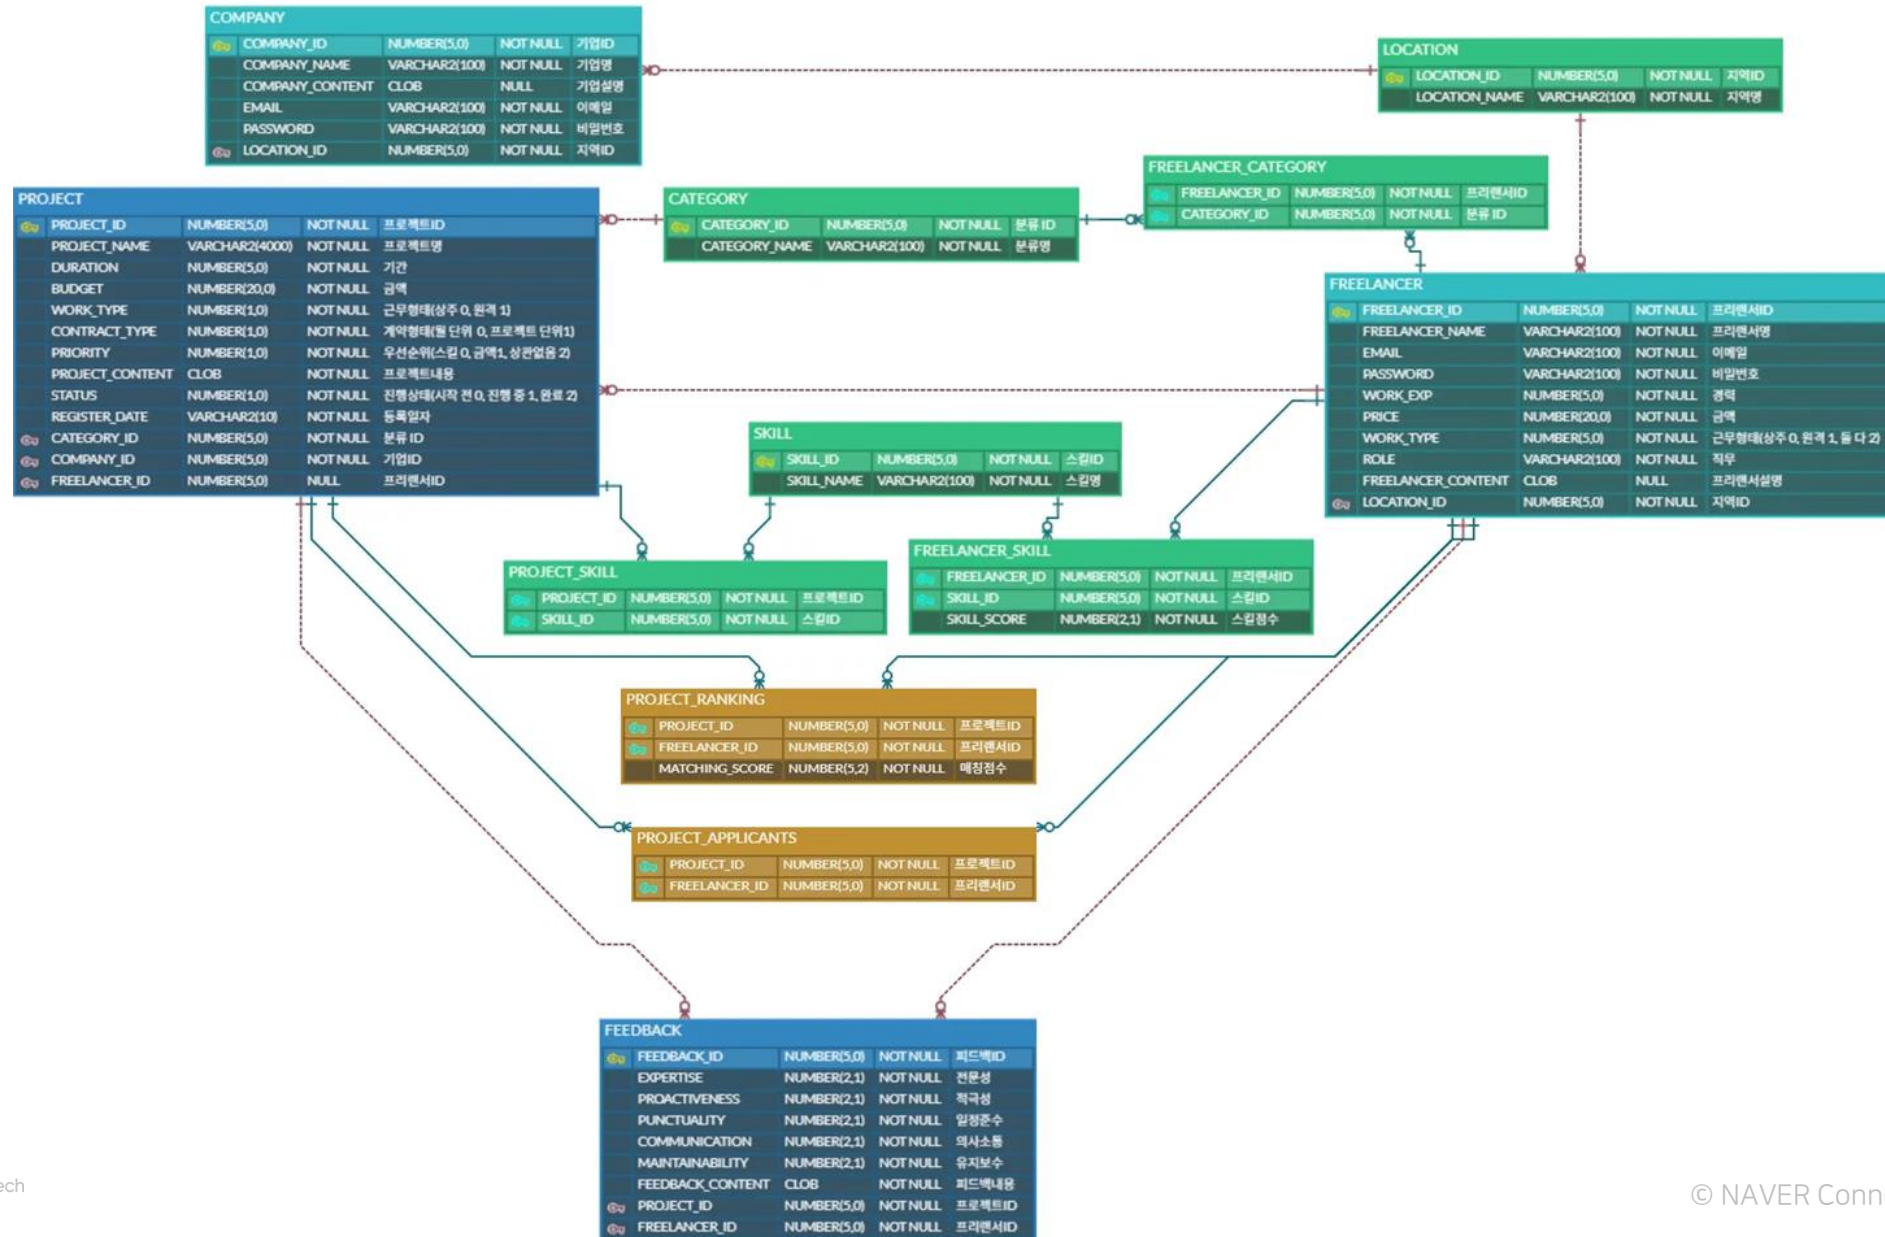 COMPANY
COMPANY_ID NUMBER(5,0) NOT NULL 기업ID
COMPANY_NAME VARCHAR2(100) NOT NULL 기업명
COMPANY_CONTENT CLOB NULL 기업설명
EMAIL VARCHAR2(100) NOT NULL 이메일
PASSWORD VARCHAR2(100) NOT NULL 비밀번호
LOCATION_ID NUMBER(5,0) NOT NULL 지역ID
LOCATION
LOCATION_ID NUMBER(5,0) NOT NULL 지역ID
LOCATION_NAME VARCHAR2(100) NOT NULL 지역명
FREELANCER_CATEGORY
FREELANCER_ID NUMBER(5,0) NOT NULL 프리랜서ID
CATEGORY_ID NUMBER(5,0) NOT NULL 분류 ID
PROJECT
PROJECT_ID NUMBER(5,0) NOT NULL 프로젝트ID
PROJECT_NAME VARCHAR2(4000) NOT NULL 프로젝트명
DURATION NUMBER(5,0) NOT NULL 기간
BUDGET NUMBER(20,0) NOT NULL 금액
WORK_TYPE NUMBER(1,0) NOT NULL 근무형태(상주 0, 원격 1)
CONTRACT_TYPE NUMBER(1,0) NOT NULL 계약형태(월 단위 0, 프로젝트 단위1)
PRIORITY NUMBER(1,0) NOT NULL 우선순위(스킬 0, 금액1, 상관없음 2)
PROJECT_CONTENT CLOB NOT NULL 프로젝트내용
STATUS NUMBER(1,0) NOT NULL 진행상태(시작 전 0, 진행 중 1, 완료 2)
REGISTER_DATE VARCHAR2(10) NOT NULL 등록일자
CATEGORY_ID NUMBER(5,0) NOT NULL 분류 ID
COMPANY_ID NUMBER(5,0) NOT NULL 기업ID
FREELANCER_ID NUMBER(5,0) NULL 프리랜서ID
CATEGORY
CATEGORY_ID NUMBER(5,0) NOT NULL 분류 ID
CATEGORY_NAME VARCHAR2(100) NOT NULL 분류명
FREELANCER
FREELANCER_ID NUMBER(5,0) NOT NULL 프리랜서ID
FREELANCER_NAME VARCHAR2(100) NOT NULL 프리랜서명
EMAIL VARCHAR2(100) NOT NULL 이메일
PASSWORD VARCHAR2(100) NOT NULL 비밀번호
WORK_EXP NUMBER(5,0) NOT NULL 경력
PRICE NUMBER(20,0) NOT NULL 금액
WORK_TYPE NUMBER(5,0) NOT NULL 근무형태(상주 0, 원격 1, 둘 다 2)
ROLE VARCHAR2(100) NOT NULL 직무
FREELANCER_CONTENT CLOB NULL 프리랜서설명
LOCATION_ID NUMBER(5,0) NOT NULL 지역ID
SKILL
SKILL_ID NUMBER(5,0) NOT NULL 스킬ID
SKILL_NAME VARCHAR2(100) NOT NULL 스킬명
PROJECT_SKILL
PROJECT_ID NUMBER(5,0) NOT NULL 프로젝트ID
SKILL_ID NUMBER(5,0) NOT NULL 스킬ID
FREELANCER_SKILL
FREELANCER_ID NUMBER(5,0) NOT NULL 프리랜서ID
SKILL_ID NUMBER(5,0) NOT NULL 스킬ID
SKILL_SCORE NUMBER(2,1) NOT NULL 스킬점수
PROJECT_RANKING
PROJECT_ID NUMBER(5,0) NOT NULL 프로젝트ID
FREELANCER_ID NUMBER(5,0) NOT NULL 프리랜서ID
MATCHING_SCORE NUMBER(5,2) NOT NULL 매칭점수
PROJECT_APPLICANTS
PROJECT_ID NUMBER(5,0) NOT NULL 프로젝트ID
FREELANCER_ID NUMBER(5,0) NOT NULL 프리랜서ID
FEEDBACK
FEEDBACK_ID NUMBER(5,0) NOT NULL 피드백ID
EXPERTISE NUMBER(2,1) NOT NULL 전문성
PROACTIVENESS NUMBER(2,1) NOT NULL 적극성
PUNCTUALITY NUMBER(2,1) NOT NULL 일정준수
COMMUNICATION NUMBER(2,1) NOT NULL 의사소통
MAINTAINABILITY NUMBER(2,1) NOT NULL 유지보수
FEEDBACK_CONTENT CLOB NOT NULL 피드백내용
PROJECT_ID NUMBER(5,0) NOT NULL 프로젝트ID
FREELANCER_ID NUMBER(5,0) NOT NULL 프리랜서ID
ech
© NAVER Conn